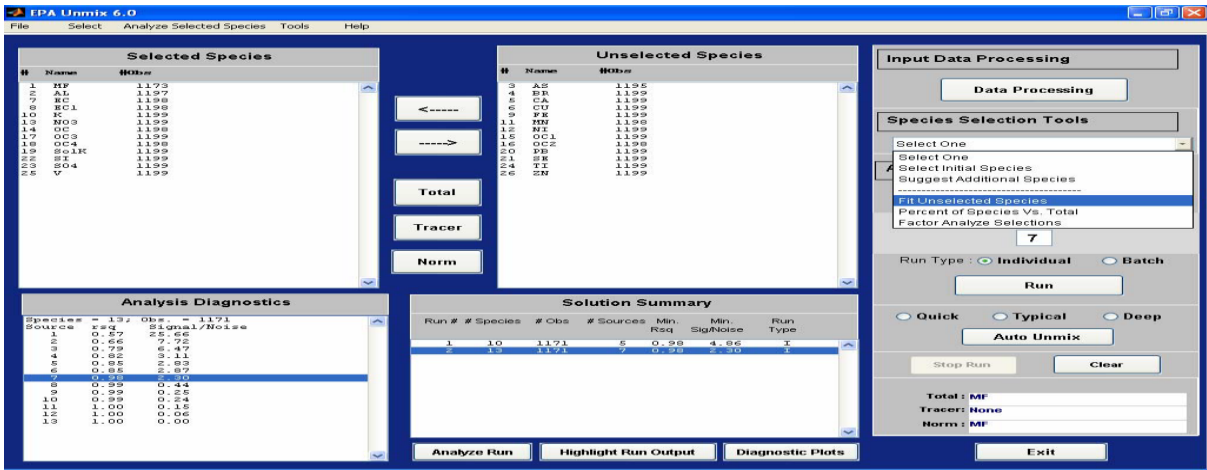 EPA Unmix 6.0
File Select Analyze Selected Species Tools Help
Selected Species
# Name #Obs
1 MF 1173
2 AL 1197
7 EC 1198
8 EC1 1198
10 K 1199
13 NO3 1199
14 OC 1198
17 OC3 1199
18 OC4 1198
19 SolK 1199
22 SI 1199
23 SO4 1199
25 V 1199
<-----
----->
Total
Tracer
Norm
Unselected Species
# Name #Obs
3 AS 1195
4 BR 1199
5 CA 1199
6 CU 1199
9 FE 1199
11 MN 1198
12 NI 1199
15 OC1 1199
16 OC2 1198
20 PB 1199
21 SE 1199
24 TI 1199
26 ZN 1199
Input Data Processing
Data Processing
Species Selection Tools
Select One
Select One
Select Initial Species
Suggest Additional Species
------------------------------------
Fit Unselected Species
Percent of Species Vs. Total
Factor Analyze Selections
7
Run Type : Individual Batch
Run
Quick Typical Deep
Auto Unmix
Stop Run Clear
Total : MF
Tracer: None
Norm : MF
Exit
Analysis Diagnostics
Species = 13; Obs. = 1171
Source rsq Signal/Noise
1 0.57 25.66
2 0.66 7.72
3 0.79 6.47
4 0.82 3.11
5 0.85 2.83
6 0.85 2.87
7 0.98 2.30
8 0.99 0.44
9 0.99 0.25
10 0.99 0.24
11 1.00 0.15
12 1.00 0.06
13 1.00 0.00
Solution Summary
Run # # Species # Obs # Sources Min. Rsq Min. Sig/Noise Run Type
1 10 1171 5 0.98 4.86 I
2 13 1171 7 0.98 2.30 I
Analyze Run Highlight Run Output Diagnostic Plots